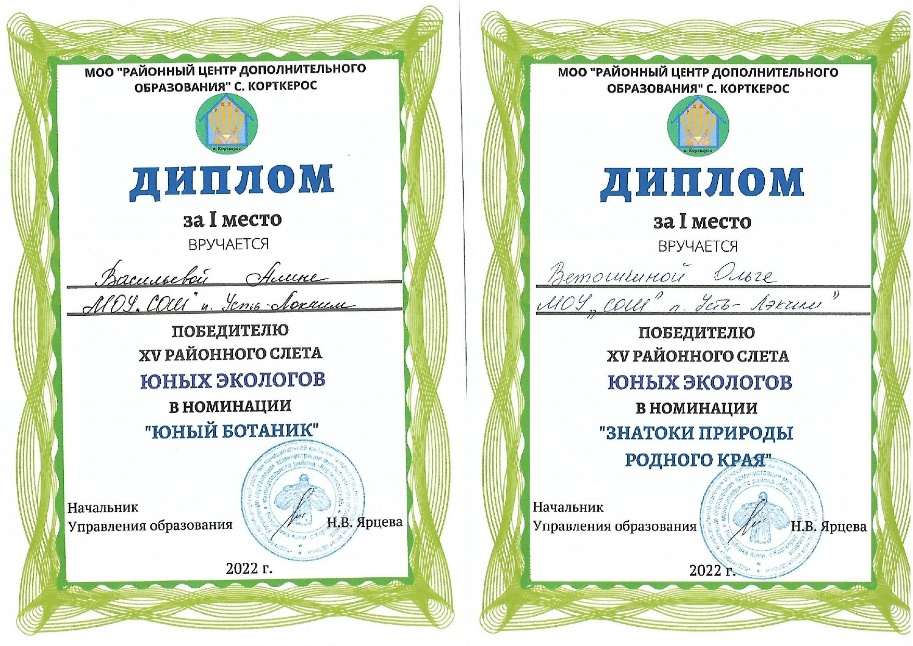 МОО "РАЙОННЫЙ ЦЕНТР ДОПОЛНИТЕЛЬНОГО
ОБРАЗОВАНИЯ" С. КОРТКЕРОС
с. Корткерос
ДИПЛОМ
за I место
ВРУЧАЕТСЯ
Васильевой Алине
МОУ „СОШ" п. Усть-Локчим
ПОБЕДИТЕЛЮ
XV РАЙОННОГО СЛЕТА
ЮНЫХ ЭКОЛОГОВ
В НОМИНАЦИИ
"ЮНЫЙ БОТАНИК"
Начальник
Управления образования Н.В. Ярцева
2022 г.
МОО "РАЙОННЫЙ ЦЕНТР ДОПОЛНИТЕЛЬНОГО
ОБРАЗОВАНИЯ" С. КОРТКЕРОС
с. Корткерос
ДИПЛОМ
за I место
ВРУЧАЕТСЯ
Ветошкиной Ольге
МОУ „СОШ" п. Усть-Лэкчим"
ПОБЕДИТЕЛЮ
XV РАЙОННОГО СЛЕТА
ЮНЫХ ЭКОЛОГОВ
В НОМИНАЦИИ
"ЗНАТОКИ ПРИРОДЫ
РОДНОГО КРАЯ"
Начальник
Управления образования Н.В. Ярцева
2022 г.